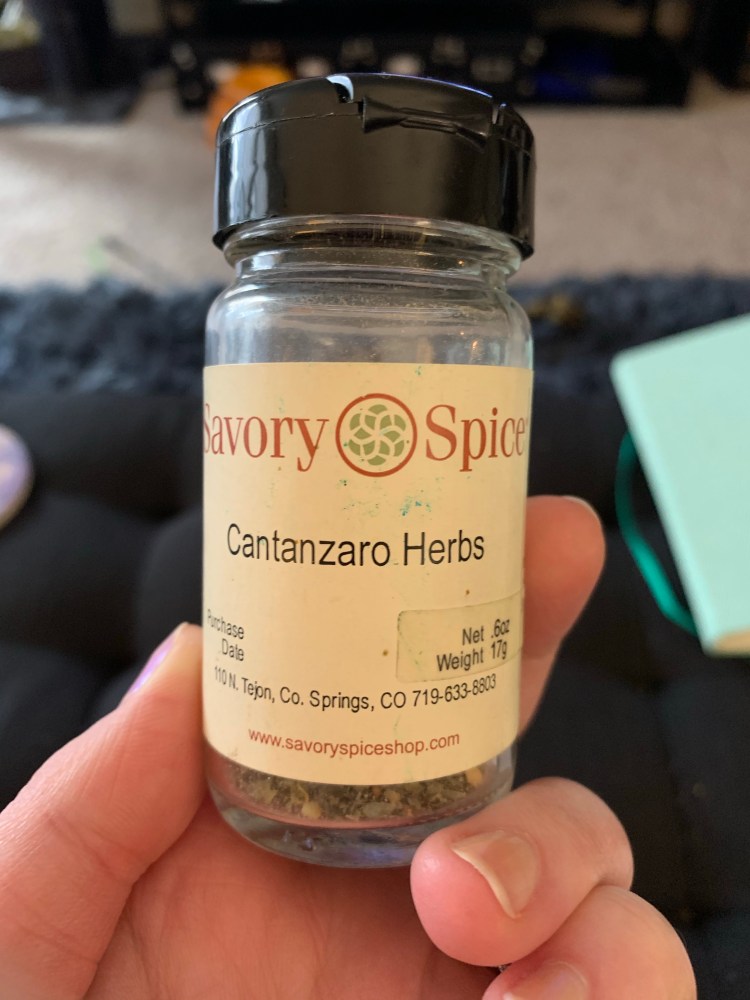 Savory Spice
Cantanzaro Herbs
Purchase
Date
Net .6oz
Weight 17g
110 N. Tejon, Co. Springs, CO 719-633-8803
www.savoryspiceshop.com